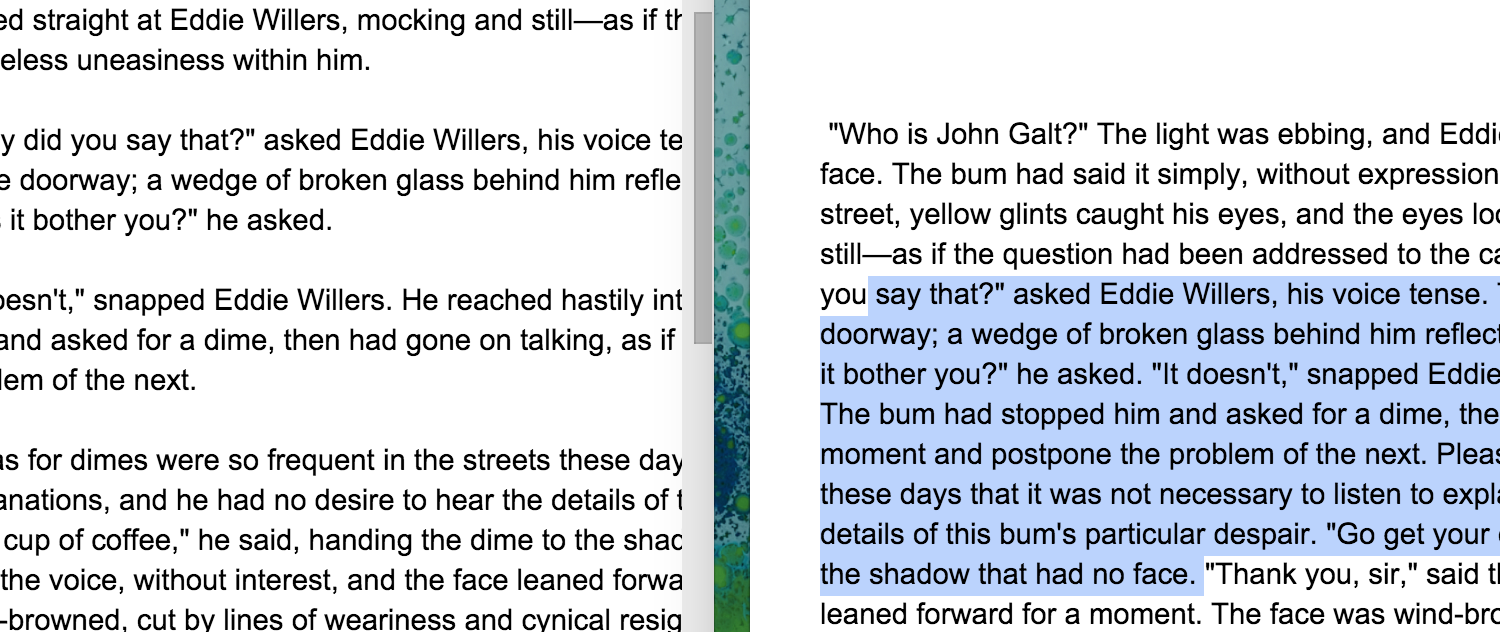 ed straight at Eddie Willers, mocking and still—as if th
eless uneasiness within him.
y did you say that?" asked Eddie Willers, his voice te
e doorway; a wedge of broken glass behind him refle
s it bother you?" he asked.
oesn't," snapped Eddie Willers. He reached hastily int
and asked for a dime, then had gone on talking, as if
lem of the next.
as for dimes were so frequent in the streets these day
anations, and he had no desire to hear the details of t
cup of coffee," he said, handing the dime to the shad
the voice, without interest, and the face leaned forwa
-browned, cut by lines of weariness and cynical resig
"Who is John Galt?" The light was ebbing, and Eddie
face. The bum had said it simply, without expression
street, yellow glints caught his eyes, and the eyes loo
still—as if the question had been addressed to the ca
you say that?" asked Eddie Willers, his voice tense. T
doorway; a wedge of broken glass behind him reflect
it bother you?" he asked. "It doesn't," snapped Eddie
The bum had stopped him and asked for a dime, the
moment and postpone the problem of the next. Pleas
these days that it was not necessary to listen to expla
details of this bum's particular despair. "Go get your c
the shadow that had no face. "Thank you, sir," said th
leaned forward for a moment. The face was wind-bro